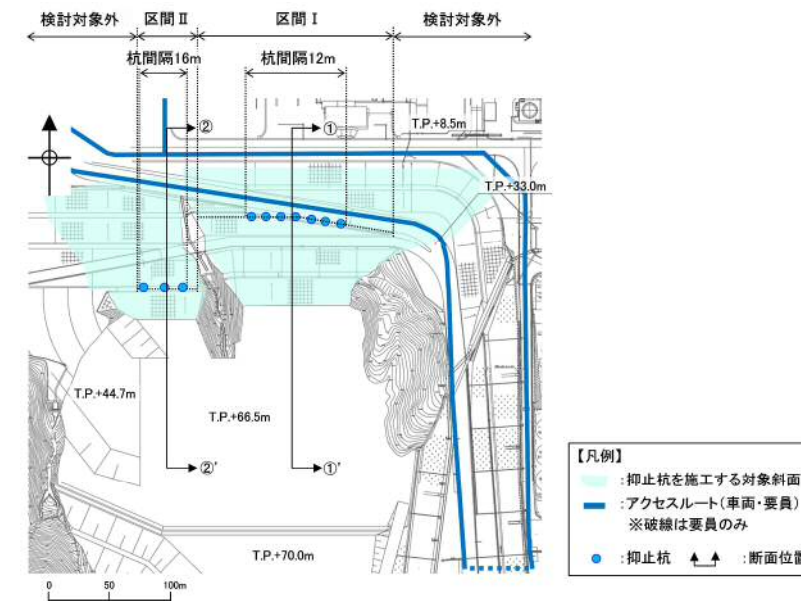 検討対象外
区間Ⅱ
区間Ⅰ
検討対象外
杭間隔16m
杭間隔12m
②
①
T.P.+8.5m
T.P.+33.0m
T.P.+44.7m
T.P.+66.5m
②'
①'
T.P.+70.0m
0 50 100m
【凡例】
:抑止杭を施工する対象斜面
:アクセスルート(車両・要員)
※破線は要員のみ
:抑止杭 :断面位置